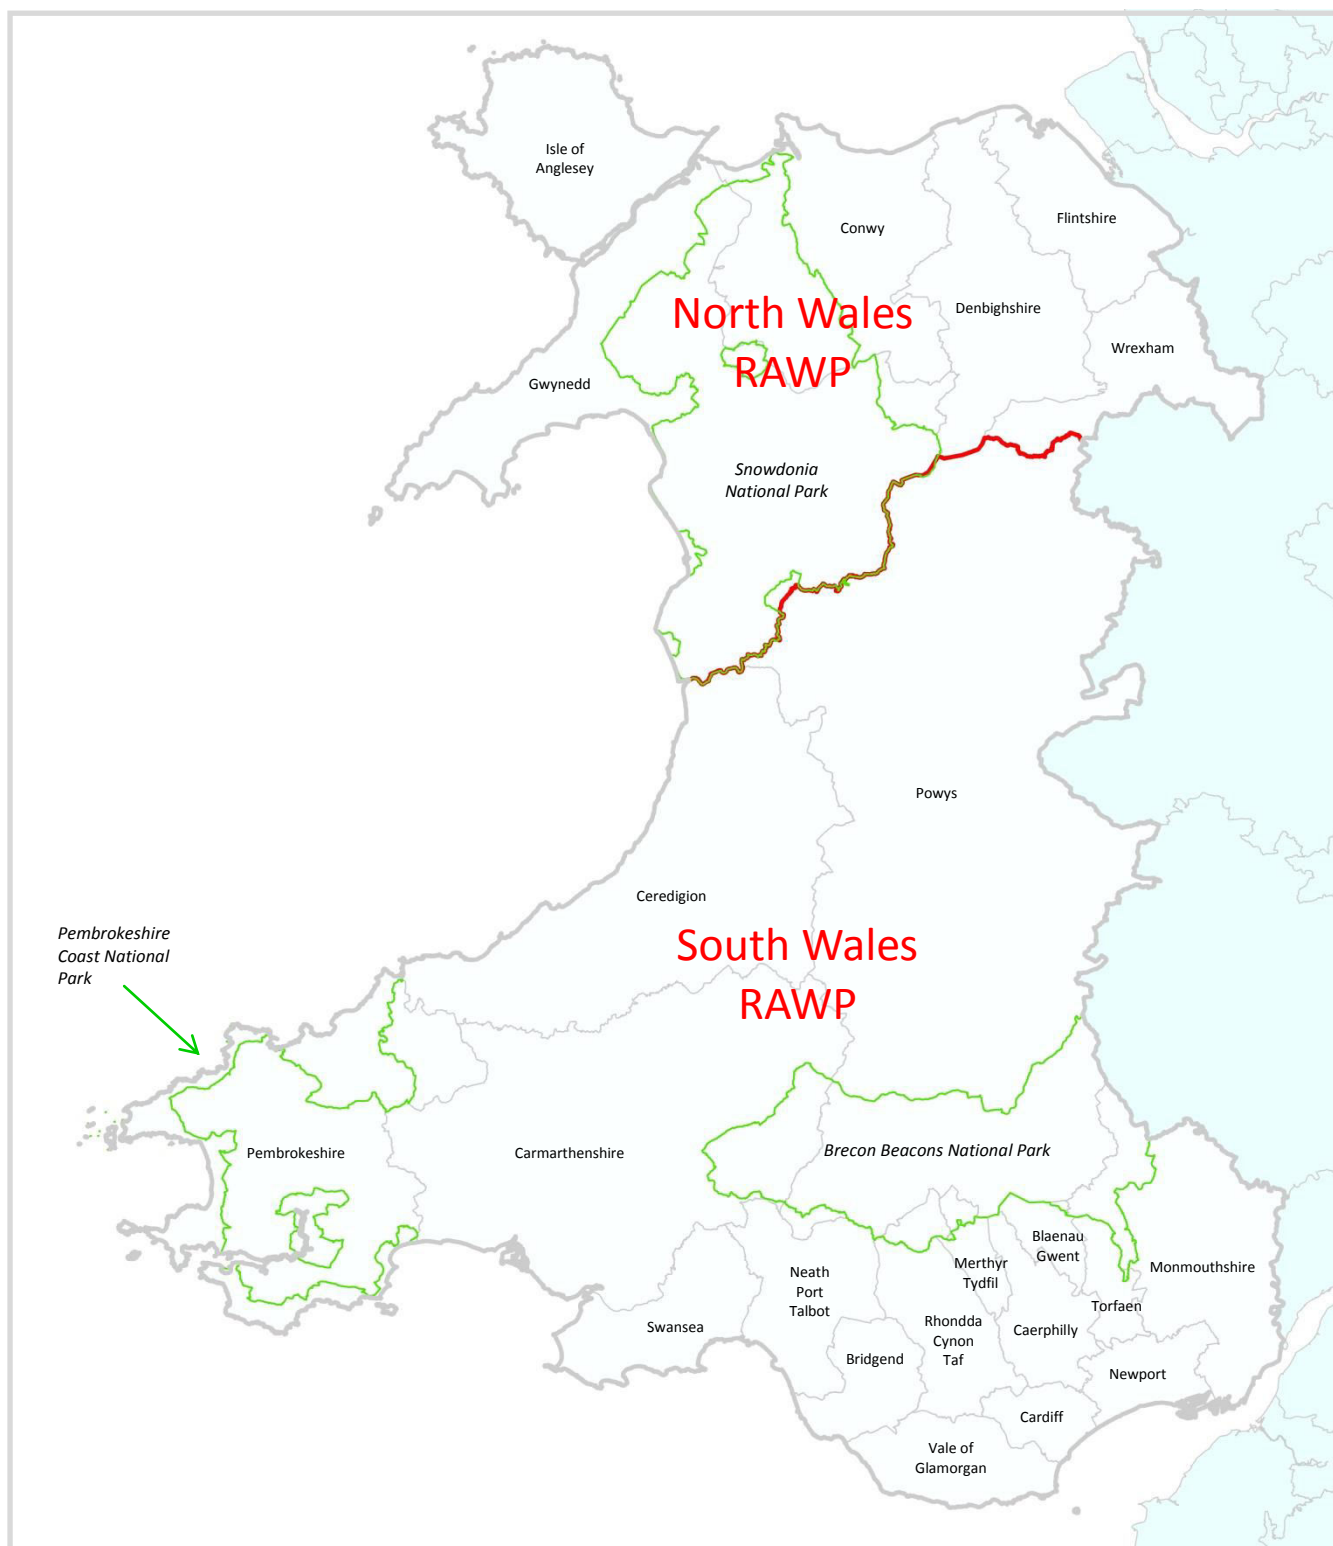 Isle of
Anglesey
Conwy
Flintshire
Denbighshire
Wrexham
North Wales
RAWP
Gwynedd
Snowdonia
National Park
Powys
Ceredigion
South Wales
RAWP
Pembrokeshire
Coast National
Park
Pembrokeshire
Carmarthenshire
Brecon Beacons National Park
Neath
Port
Talbot
Merthyr
Tydfil
Blaenau
Gwent
Monmouthshire
Torfaen
Swansea
Rhondda
Cynon
Taf
Caerphilly
Bridgend
Newport
Cardiff
Vale of
Glamorgan